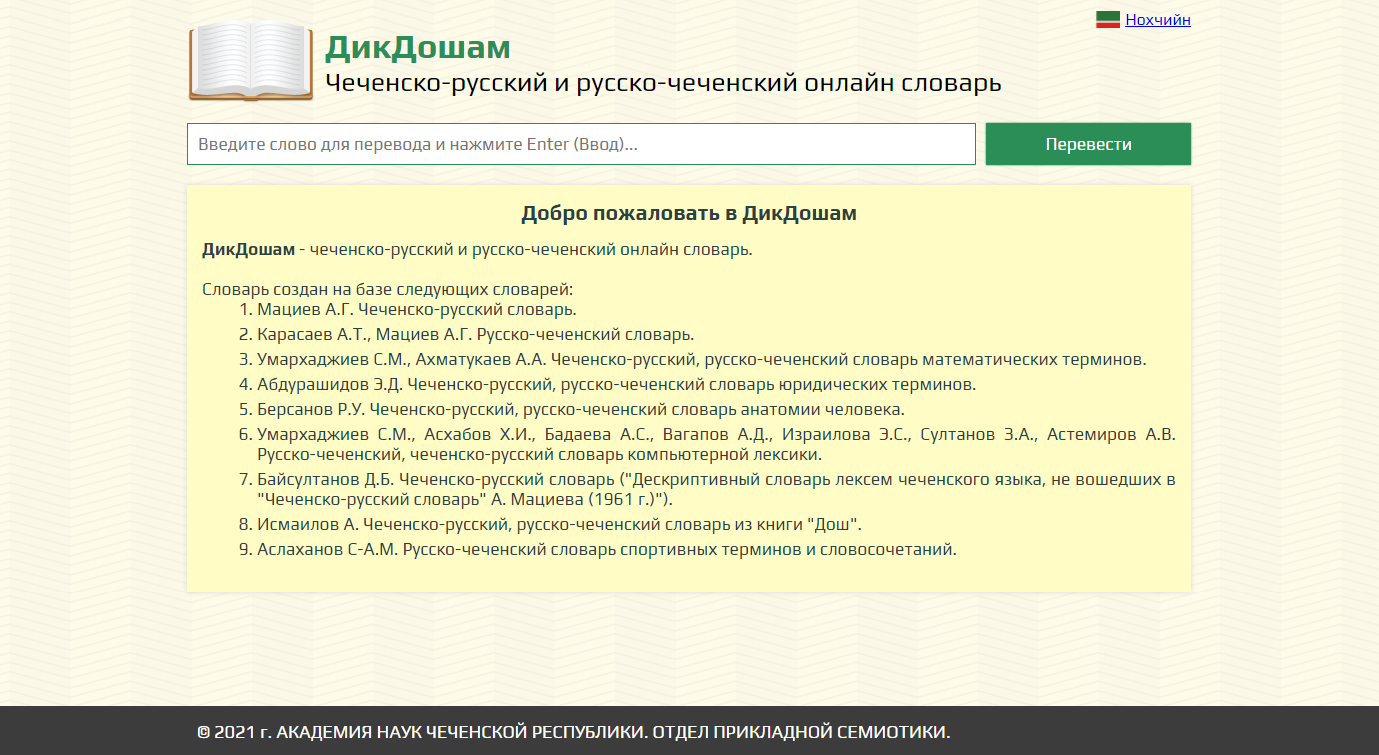 Нохчийн
ДикДошам
Чеченско-русский и русско-чеченский онлайн словарь
Введите слово для перевода и нажмите Enter (Ввод)...
Перевести
Добро пожаловать в ДикДошам
ДикДошам - чеченско-русский и русско-чеченский онлайн словарь.
Словарь создан на базе следующих словарей:
1. Мациев А.Г. Чеченско-русский словарь.
2. Карасаев А.Т., Мациев А.Г. Русско-чеченский словарь.
3. Умархаджиев С.М., Ахматукаев А.А. Чеченско-русский, русско-чеченский словарь математических терминов.
4. Абдурашидов Э.Д. Чеченско-русский, русско-чеченский словарь юридических терминов.
5. Берсанов Р.У. Чеченско-русский, русско-чеченский словарь анатомии человека.
6. Умархаджиев С.М., Асхабов Х.И., Бадаева А.С., Вагапов А.Д., Израилова Э.С., Султанов З.А., Астемиров А.В.
Русско-чеченский, чеченско-русский словарь компьютерной лексики.
7. Байсултанов Д.Б. Чеченско-русский словарь ("Дескриптивный словарь лексем чеченского языка, не вошедших в
"Чеченско-русский словарь" А. Мациева (1961 г.)").
8. Исмаилов А. Чеченско-русский, русско-чеченский словарь из книги "Дош".
9. Аслаханов С-А.М. Русско-чеченский словарь спортивных терминов и словосочетаний.
© 2021 г. АКАДЕМИЯ НАУК ЧЕЧЕНСКОЙ РЕСПУБЛИКИ. ОТДЕЛ ПРИКЛАДНОЙ СЕМИОТИКИ.